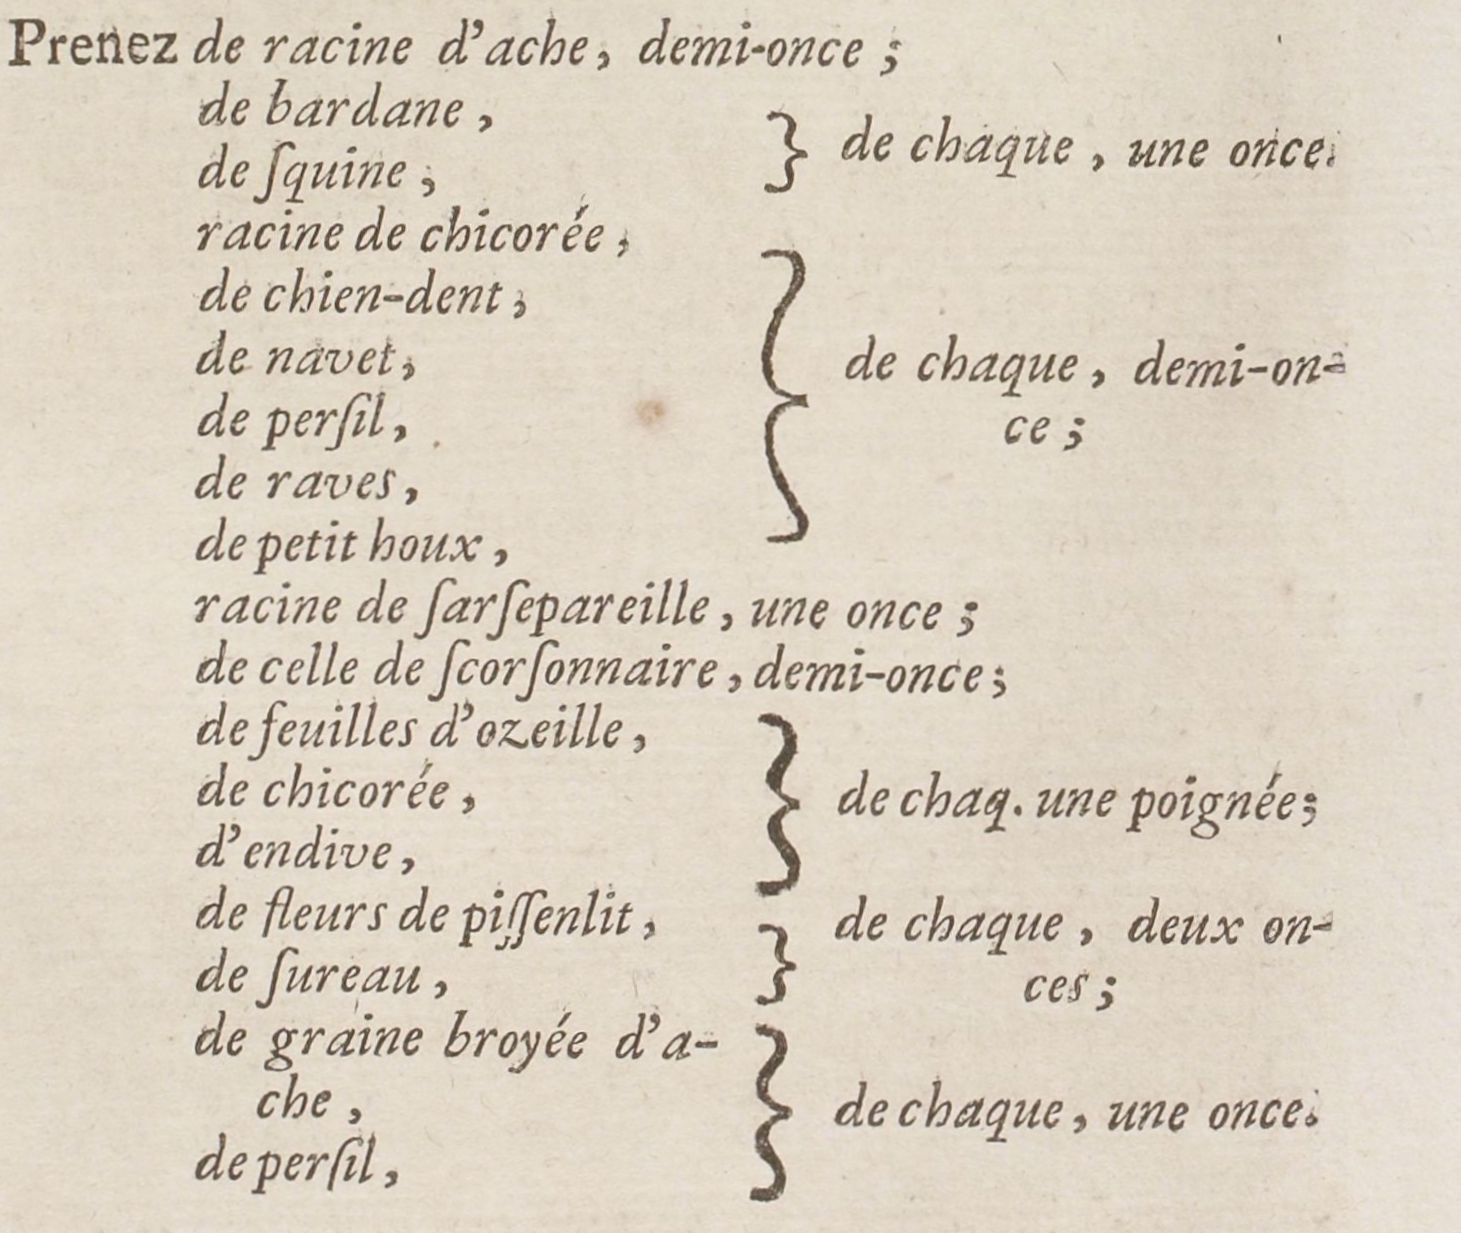 Prenez de racine d'ache, demi-once ;
de bardane,
de ſquine,
} de chaque, une once.
racine de chicorée,
de chien-dent,
de navet,
de perſil,
de raves,
de petit houx,
} de chaque, demi-on-
ce ;
racine de ſarſepareille, une once ;
de celle de ſcorſonnaire, demi-once ;
de feuilles d'ozeille,
de chicorée,
d'endive,
} de chaq. une poignée ;
de fleurs de piſſenlit,
de ſureau,
} de chaque, deux on-
ces ;
de graine broyée d'a-
che,
de perſil,
} de chaque, une once.